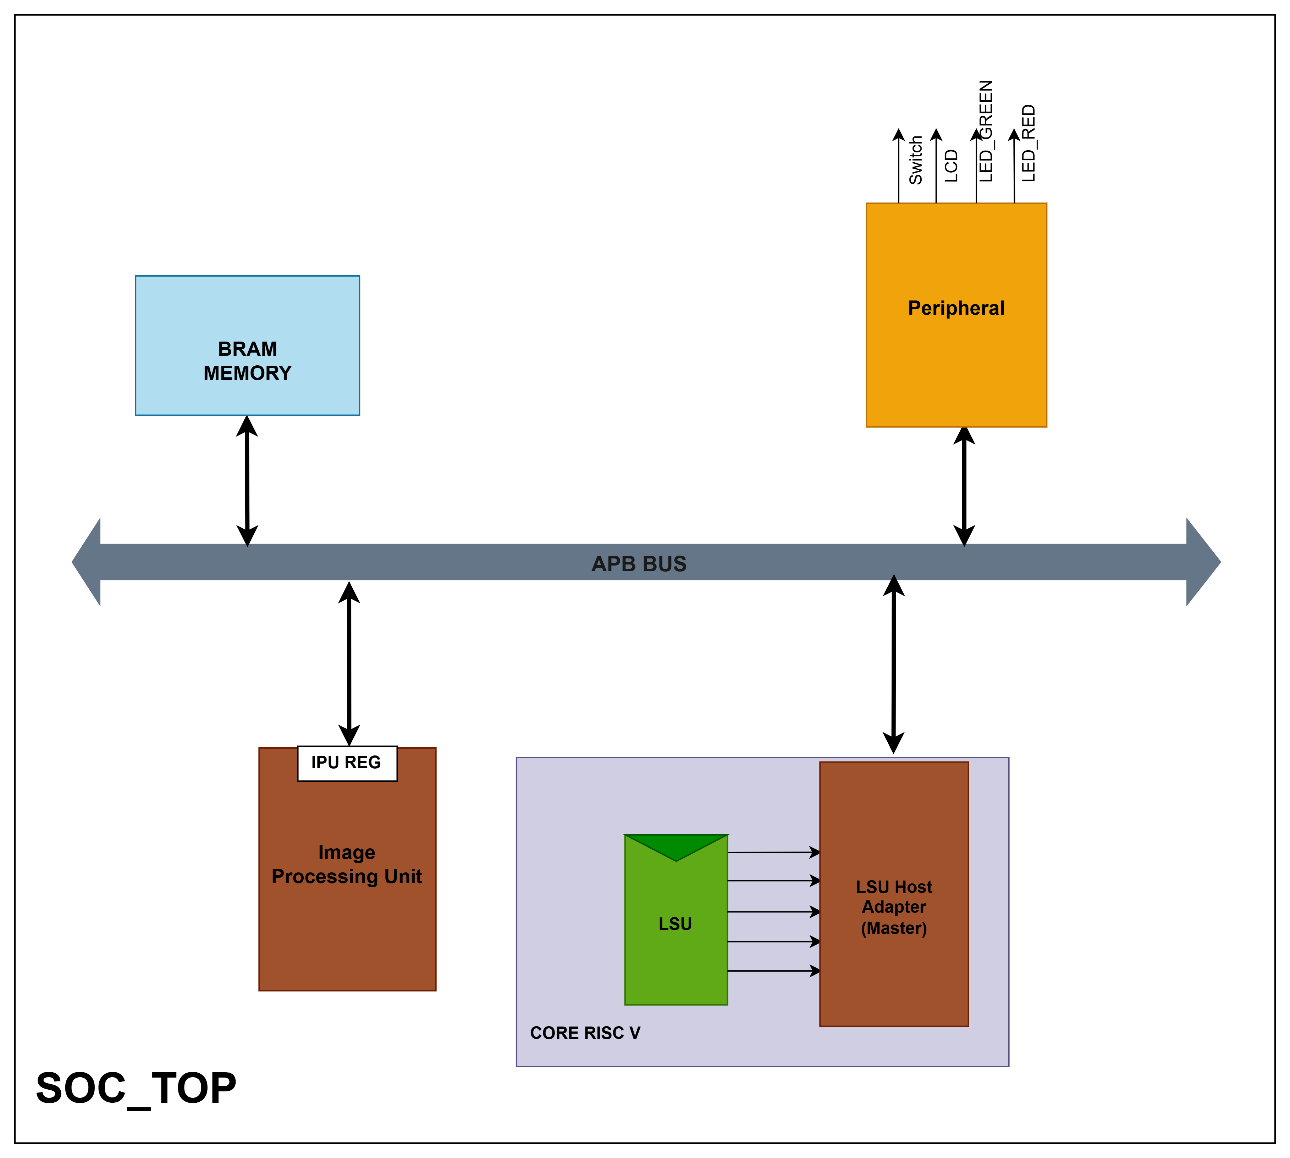 Switch
LCD
LED_GREEN
LED_RED
Peripheral
BRAM
MEMORY
APB BUS
IPU REG
Image
Processing Unit
LSU
LSU Host
Adapter
(Master)
CORE RISC V
SOC_TOP